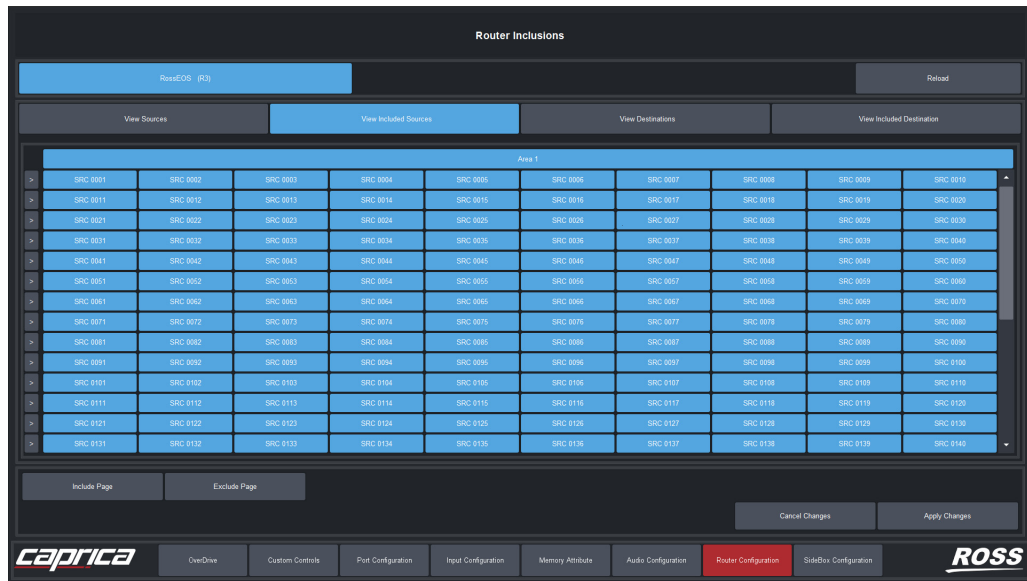 Router Inclusions
RossEOS (R3) Reload
View Sources View Included Sources View Destinations View Included Destination
Area 1
> SRC 0001 SRC 0002 SRC 0003 SRC 0004 SRC 0005 SRC 0006 SRC 0007 SRC 0008 SRC 0009 SRC 0010
> SRC 0011 SRC 0012 SRC 0013 SRC 0014 SRC 0015 SRC 0016 SRC 0017 SRC 0018 SRC 0019 SRC 0020
> SRC 0021 SRC 0022 SRC 0023 SRC 0024 SRC 0025 SRC 0026 SRC 0027 SRC 0028 SRC 0029 SRC 0030
> SRC 0031 SRC 0032 SRC 0033 SRC 0034 SRC 0035 SRC 0036 SRC 0037 SRC 0038 SRC 0039 SRC 0040
> SRC 0041 SRC 0042 SRC 0043 SRC 0044 SRC 0045 SRC 0046 SRC 0047 SRC 0048 SRC 0049 SRC 0050
> SRC 0051 SRC 0052 SRC 0053 SRC 0054 SRC 0055 SRC 0056 SRC 0057 SRC 0058 SRC 0059 SRC 0060
> SRC 0061 SRC 0062 SRC 0063 SRC 0064 SRC 0065 SRC 0066 SRC 0067 SRC 0068 SRC 0069 SRC 0070
> SRC 0071 SRC 0072 SRC 0073 SRC 0074 SRC 0075 SRC 0076 SRC 0077 SRC 0078 SRC 0079 SRC 0080
> SRC 0081 SRC 0082 SRC 0083 SRC 0084 SRC 0085 SRC 0086 SRC 0087 SRC 0088 SRC 0089 SRC 0090
> SRC 0091 SRC 0092 SRC 0093 SRC 0094 SRC 0095 SRC 0096 SRC 0097 SRC 0098 SRC 0099 SRC 0100
> SRC 0101 SRC 0102 SRC 0103 SRC 0104 SRC 0105 SRC 0106 SRC 0107 SRC 0108 SRC 0109 SRC 0110
> SRC 0111 SRC 0112 SRC 0113 SRC 0114 SRC 0115 SRC 0116 SRC 0117 SRC 0118 SRC 0119 SRC 0120
> SRC 0121 SRC 0122 SRC 0123 SRC 0124 SRC 0125 SRC 0126 SRC 0127 SRC 0128 SRC 0129 SRC 0130
> SRC 0131 SRC 0132 SRC 0133 SRC 0134 SRC 0135 SRC 0136 SRC 0137 SRC 0138 SRC 0139 SRC 0140
Include Page Exclude Page
Cancel Changes Apply Changes
caprica OverDrive Custom Controls Port Configuration Input Configuration Memory Attribute Audio Configuration Router Configuration SideBox Configuration ROSS